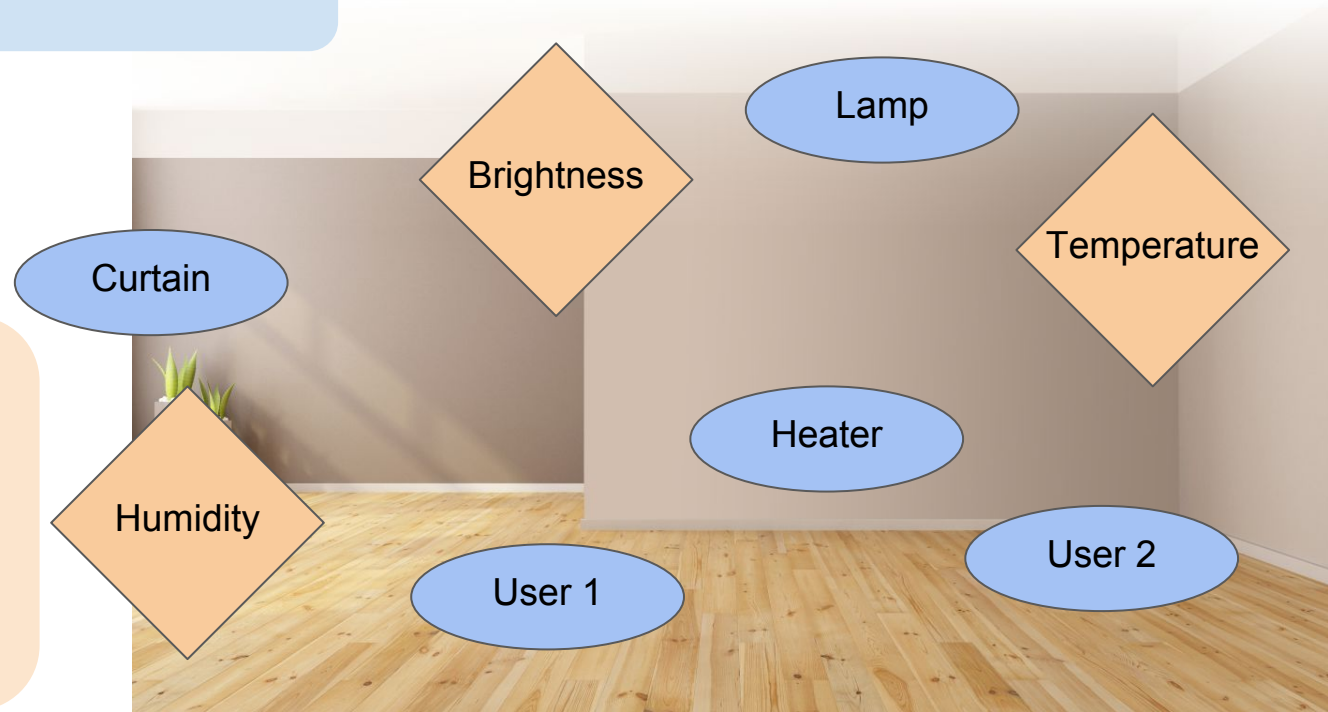 Lamp
Brightness
Temperature
Curtain
Heater
Humidity
User 2
User 1